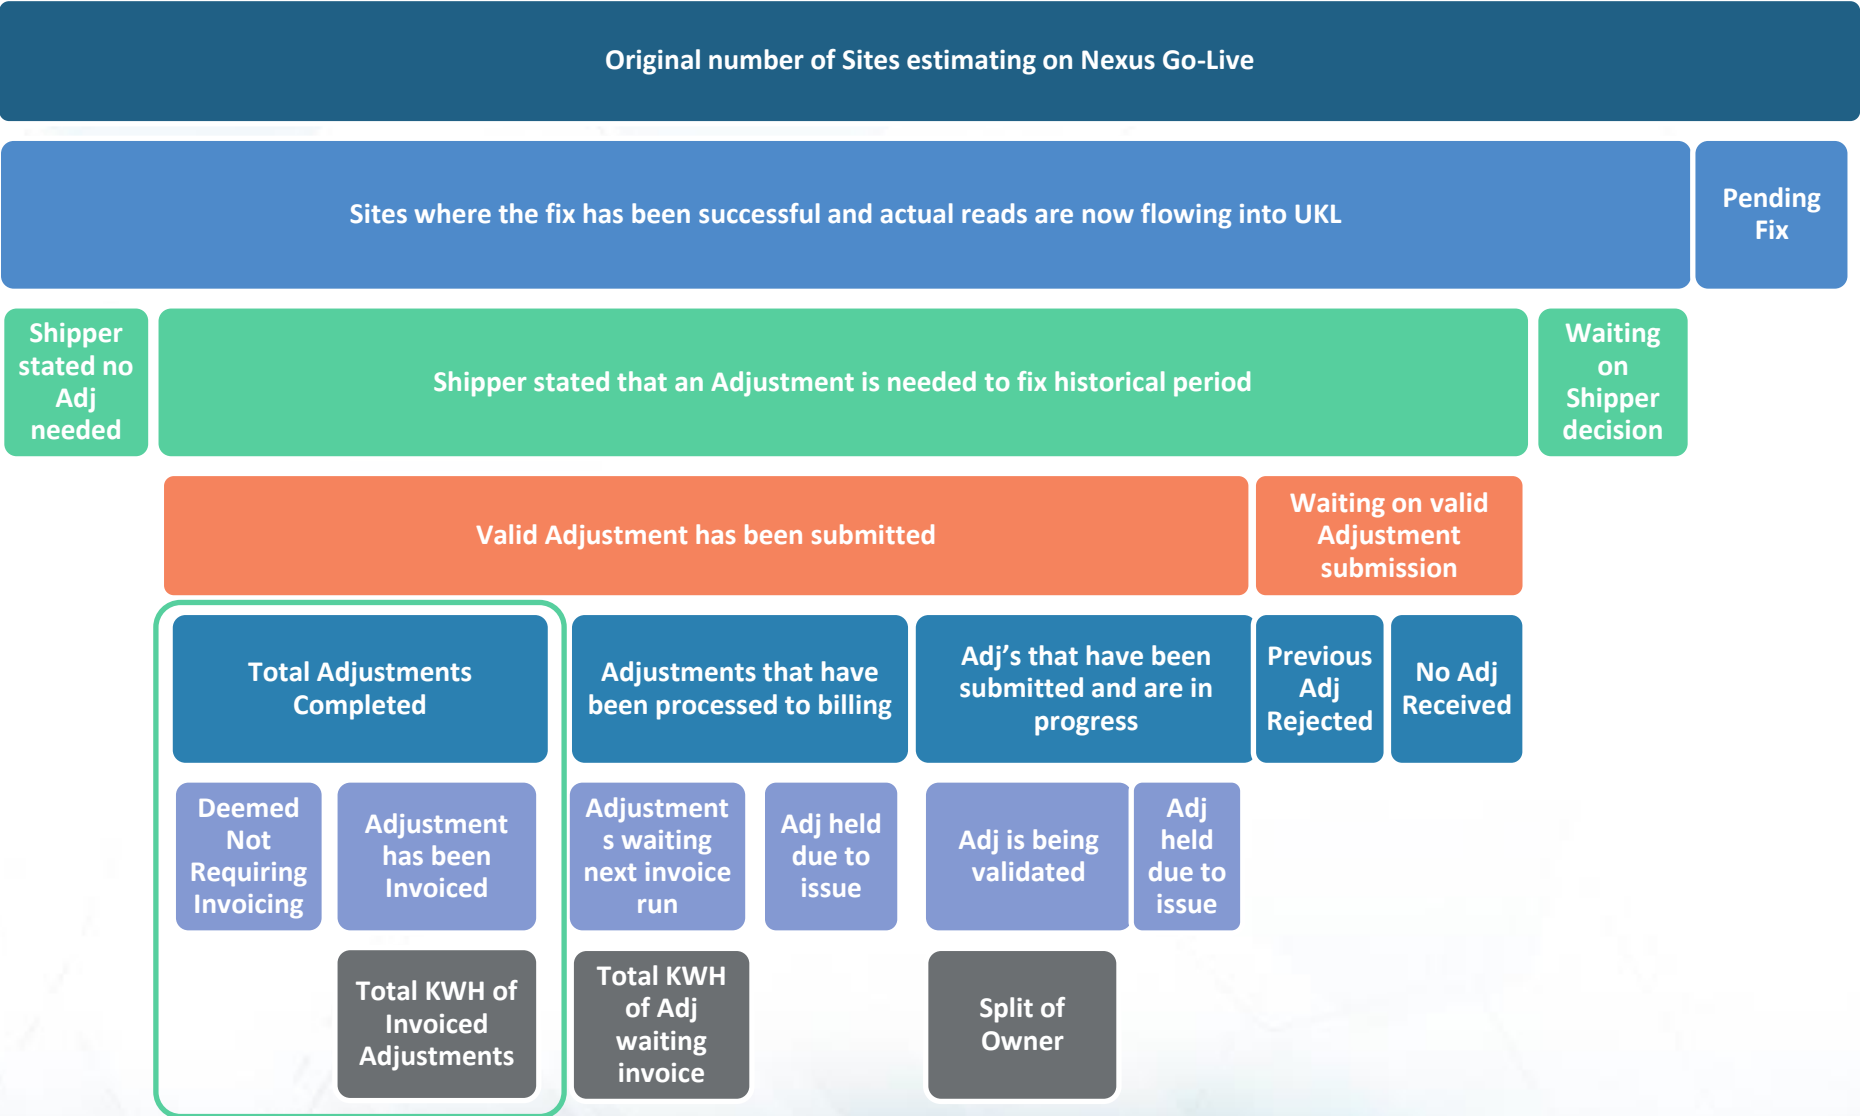 Original number of Sites estimating on Nexus Go-Live
Sites where the fix has been successful and actual reads are now flowing into UKL
Pending
Fix
Shipper
stated no
Adj
needed
Shipper stated that an Adjustment is needed to fix historical period
Waiting
on
Shipper
decision
Valid Adjustment has been submitted
Waiting on valid
Adjustment
submission
Total Adjustments
Completed
Adjustments that have
been processed to billing
Adj’s that have been
submitted and are in
progress
Previous
Adj
Rejected
No Adj
Received
Deemed
Not
Requiring
Invoicing
Adjustment
has been
Invoiced
Adjustment
s waiting
next invoice
run
Adj held
due to
issue
Adj is being
validated
Adj
held
due to
issue
Total KWH of
Invoiced
Adjustments
Total KWH
of Adj
waiting
invoice
Split of
Owner